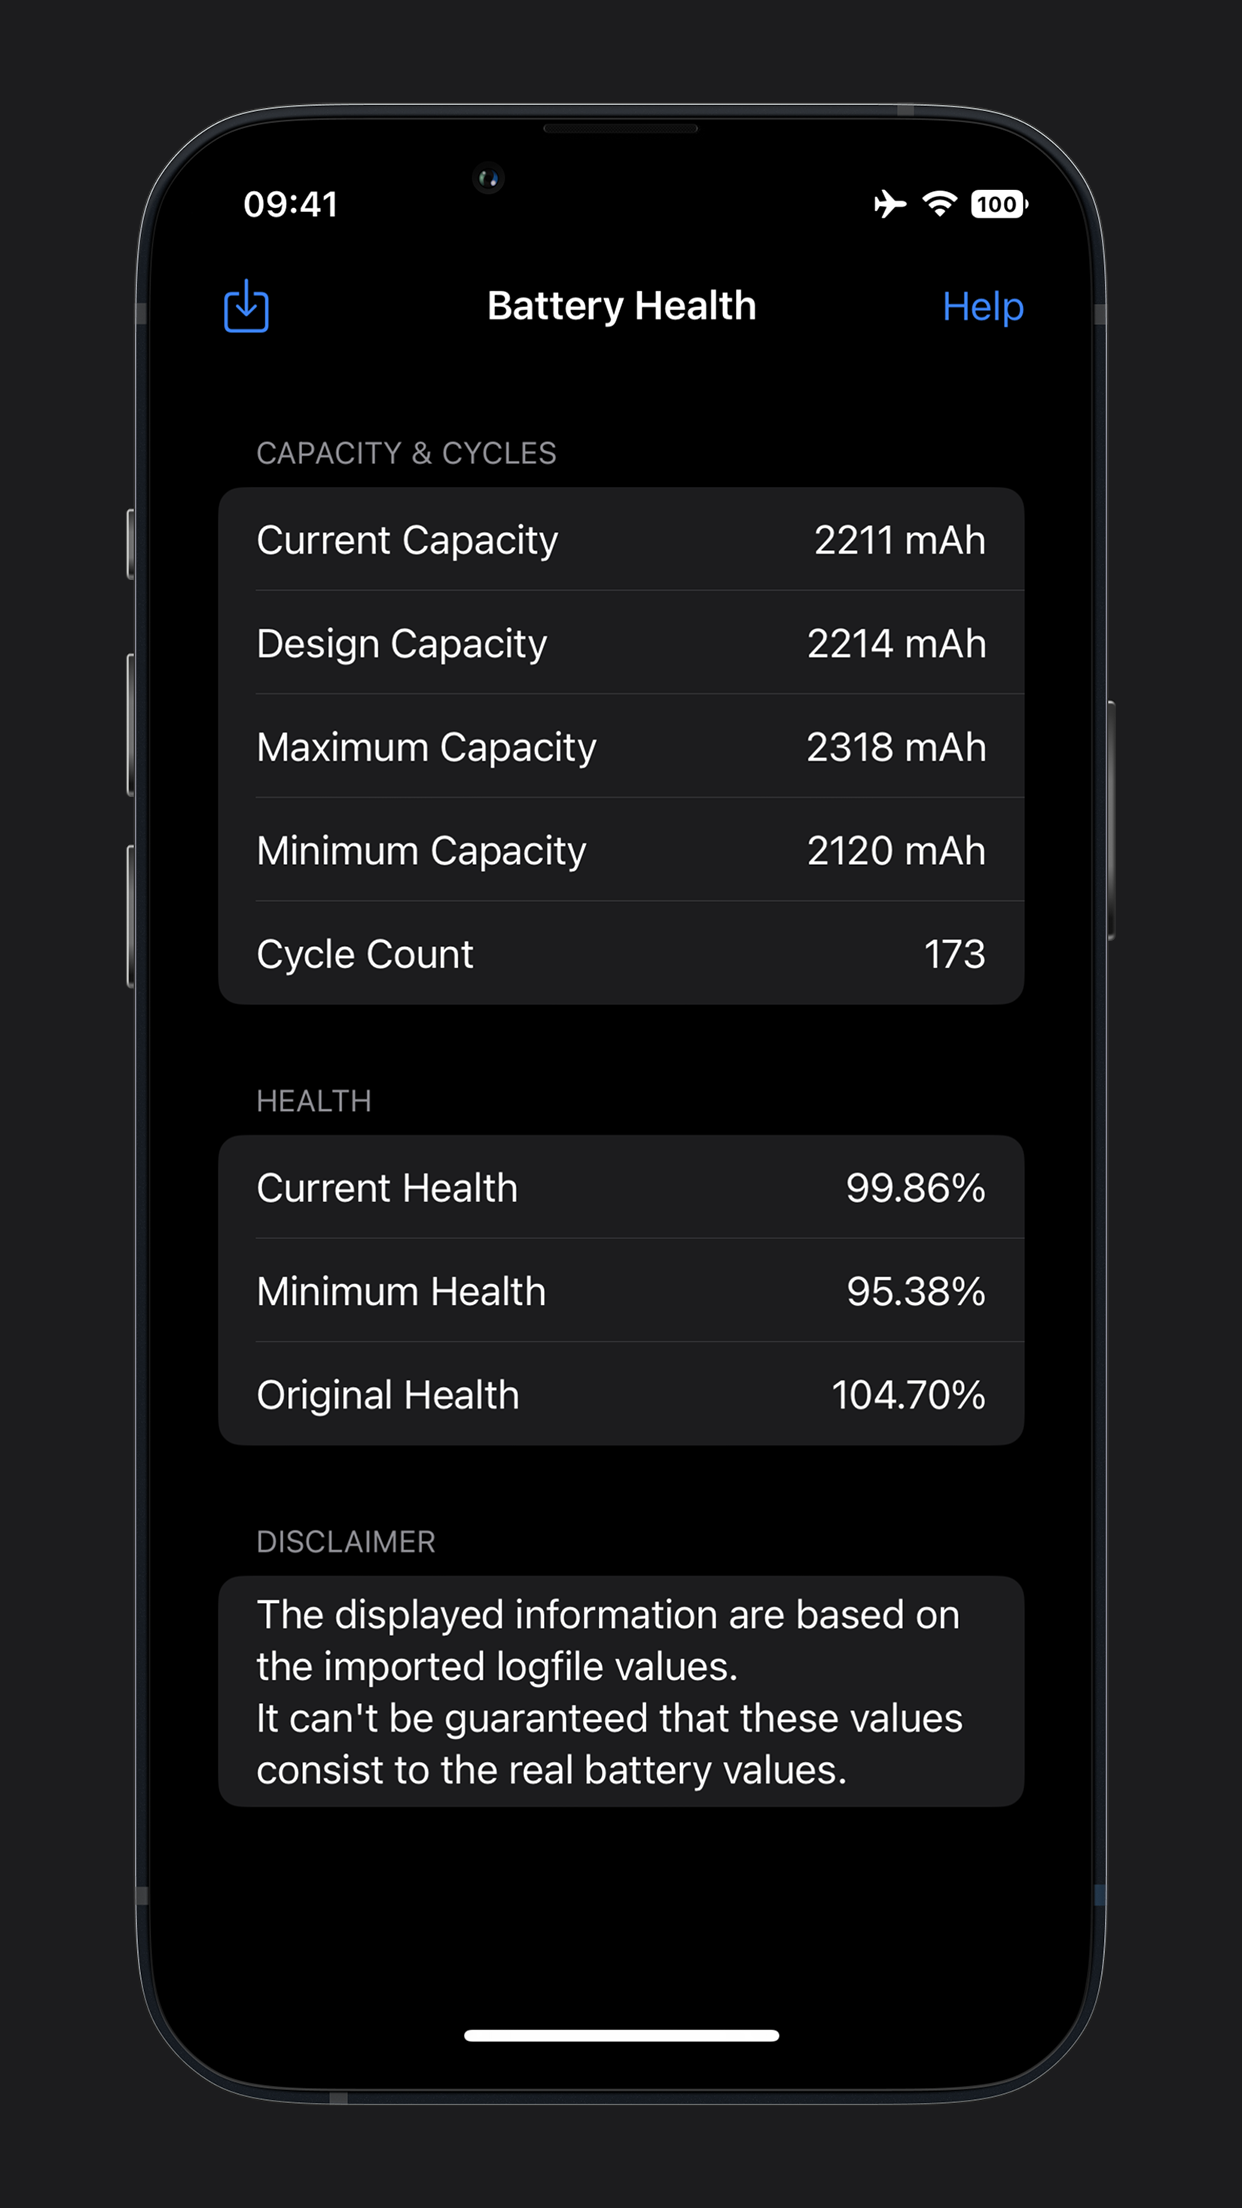 09:41
100
Battery Health
Help
CAPACITY & CYCLES
Current Capacity 2211 mAh
Design Capacity 2214 mAh
Maximum Capacity 2318 mAh
Minimum Capacity 2120 mAh
Cycle Count 173
HEALTH
Current Health 99.86%
Minimum Health 95.38%
Original Health 104.70%
DISCLAIMER
The displayed information are based on
the imported logfile values.
It can't be guaranteed that these values
consist to the real battery values.